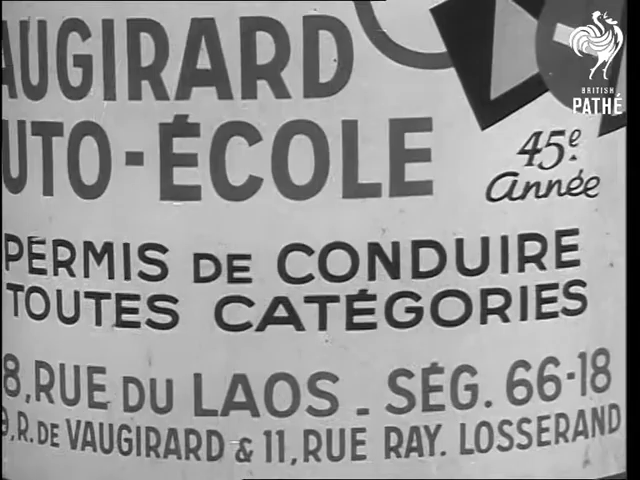 AUGIRARD
UTO-ÉCOLE
45e. Année
PERMIS DE CONDUIRE
TOUTES CATÉGORIES
8, RUE DU LAOS - SÉG. 66-18
, R. DE VAUGIRARD & 11, RUE RAY. LOSSERAND
BRITISH
PATHÉ